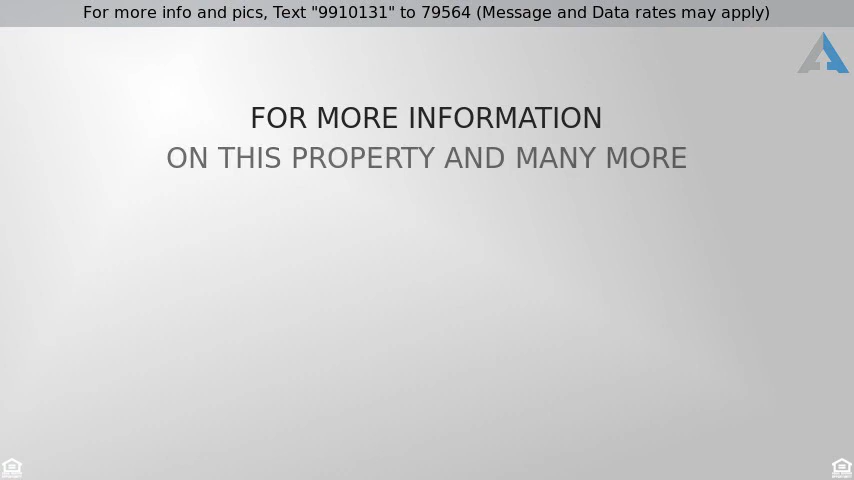 For more info and pics, Text "9910131" to 79564 (Message and Data rates may apply)
FOR MORE INFORMATION
ON THIS PROPERTY AND MANY MORE